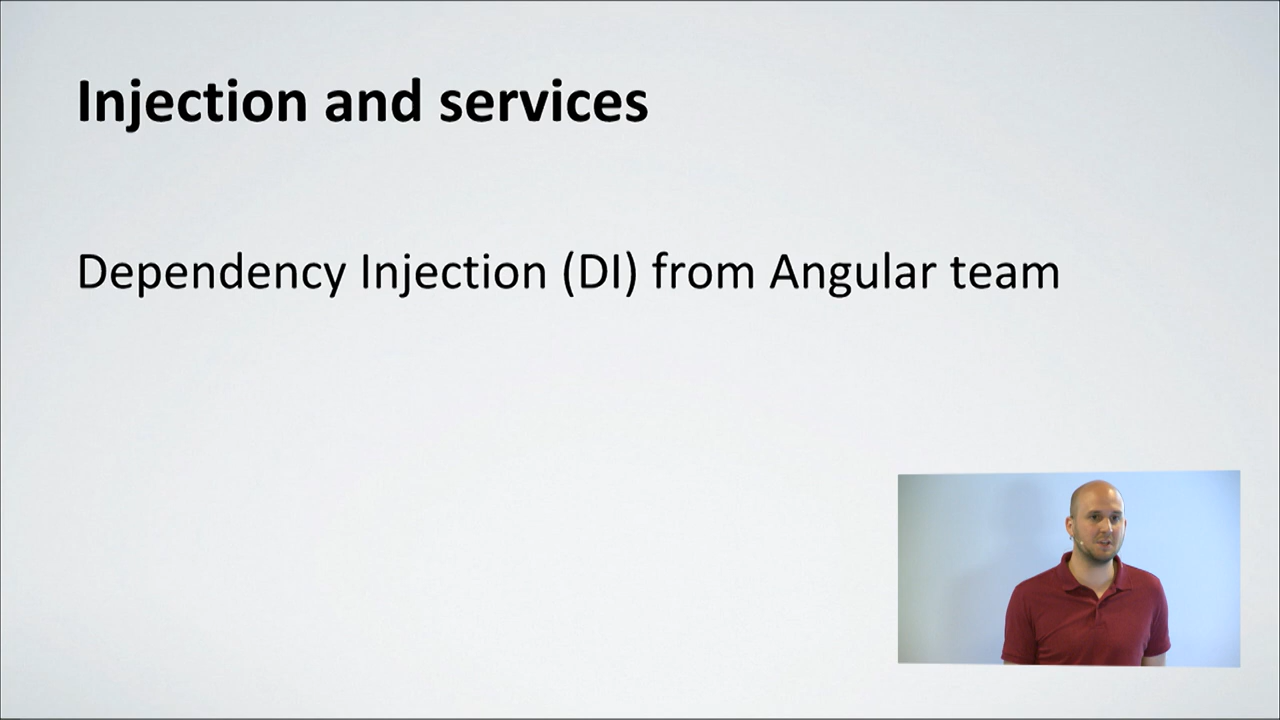 Injection and services
Dependency Injection (DI) from Angular team